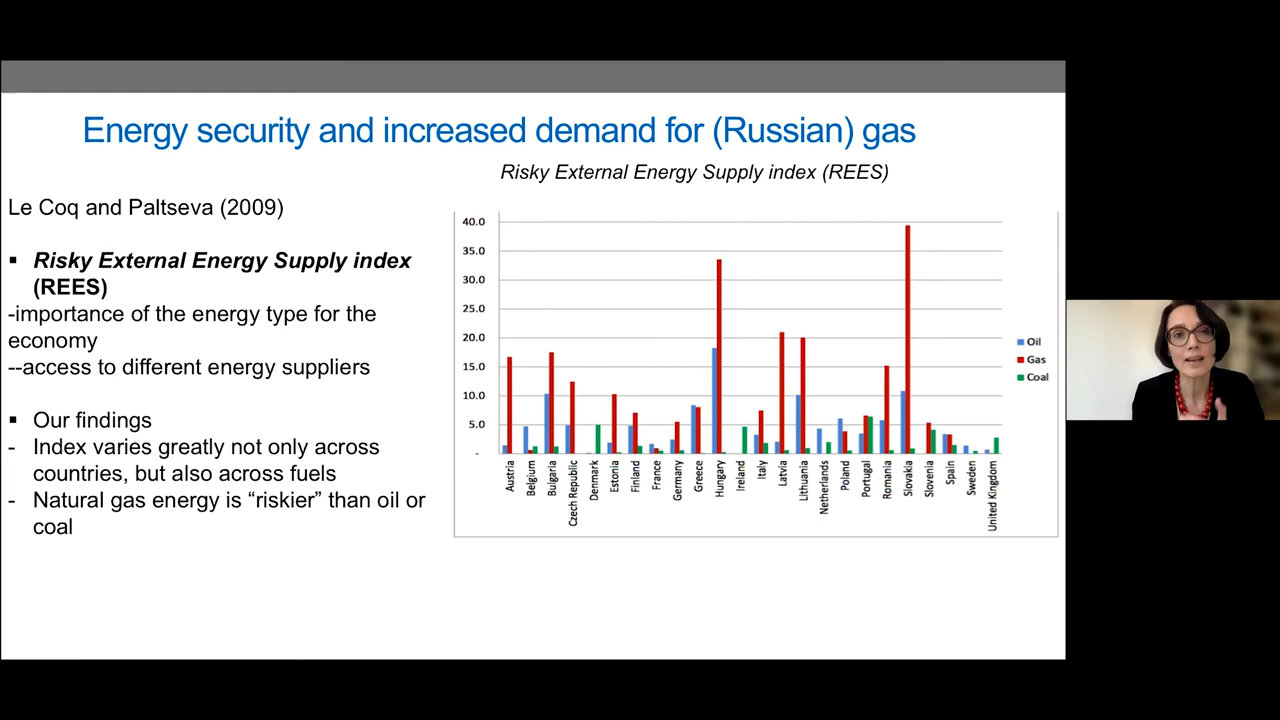 Energy security and increased demand for (Russian) gas
Risky External Energy Supply index (REES)
Le Coq and Paltseva (2009)
▪ Risky External Energy Supply index
(REES)
-importance of the energy type for the
economy
--access to different energy suppliers
▪ Our findings
- Index varies greatly not only across
countries, but also across fuels
- Natural gas energy is “riskier” than oil or
coal
40.0
35.0
30.0
25.0
20.0
15.0
10.0
5.0
-
Austria
Belgium
Bulgaria
Czech Republic
Denmark
Estonia
Finland
France
Germany
Greece
Hungary
Ireland
Italy
Latvia
Lithuania
Netherlands
Poland
Portugal
Romania
Slovakia
Slovenia
Spain
Sweden
United Kingdom
Oil
Gas
Coal